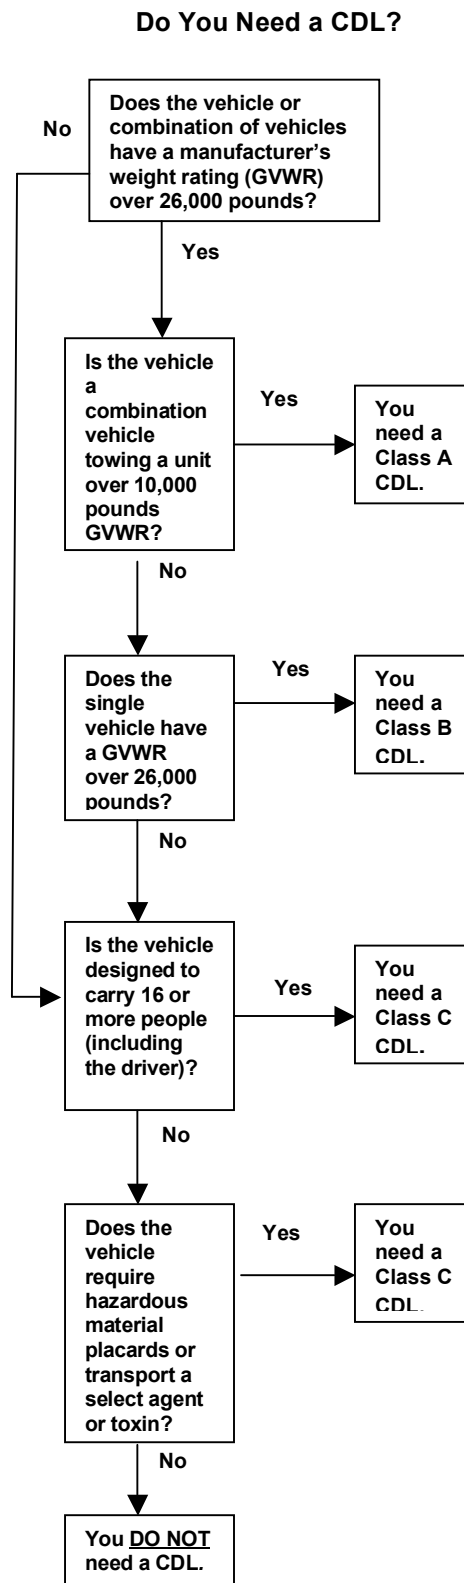 Do You Need a CDL?
Does the vehicle or
combination of vehicles
have a manufacturer's
weight rating (GVWR)
over 26,000 pounds?
No
Yes
Is the vehicle
a
combination
vehicle
towing a unit
over 10,000
pounds
GVWR?
Yes
You
need a
Class A
CDL.
No
Does the
single
vehicle have
a GVWR
over 26,000
pounds?
Yes
You
need a
Class B
CDL.
No
Is the vehicle
designed to
carry 16 or
more people
(including
the driver)?
Yes
You
need a
Class C
CDL.
No
Does the
vehicle
require
hazardous
material
placards or
transport a
select agent
or toxin?
Yes
You
need a
Class C
CDL.
No
You DO NOT
need a CDL.